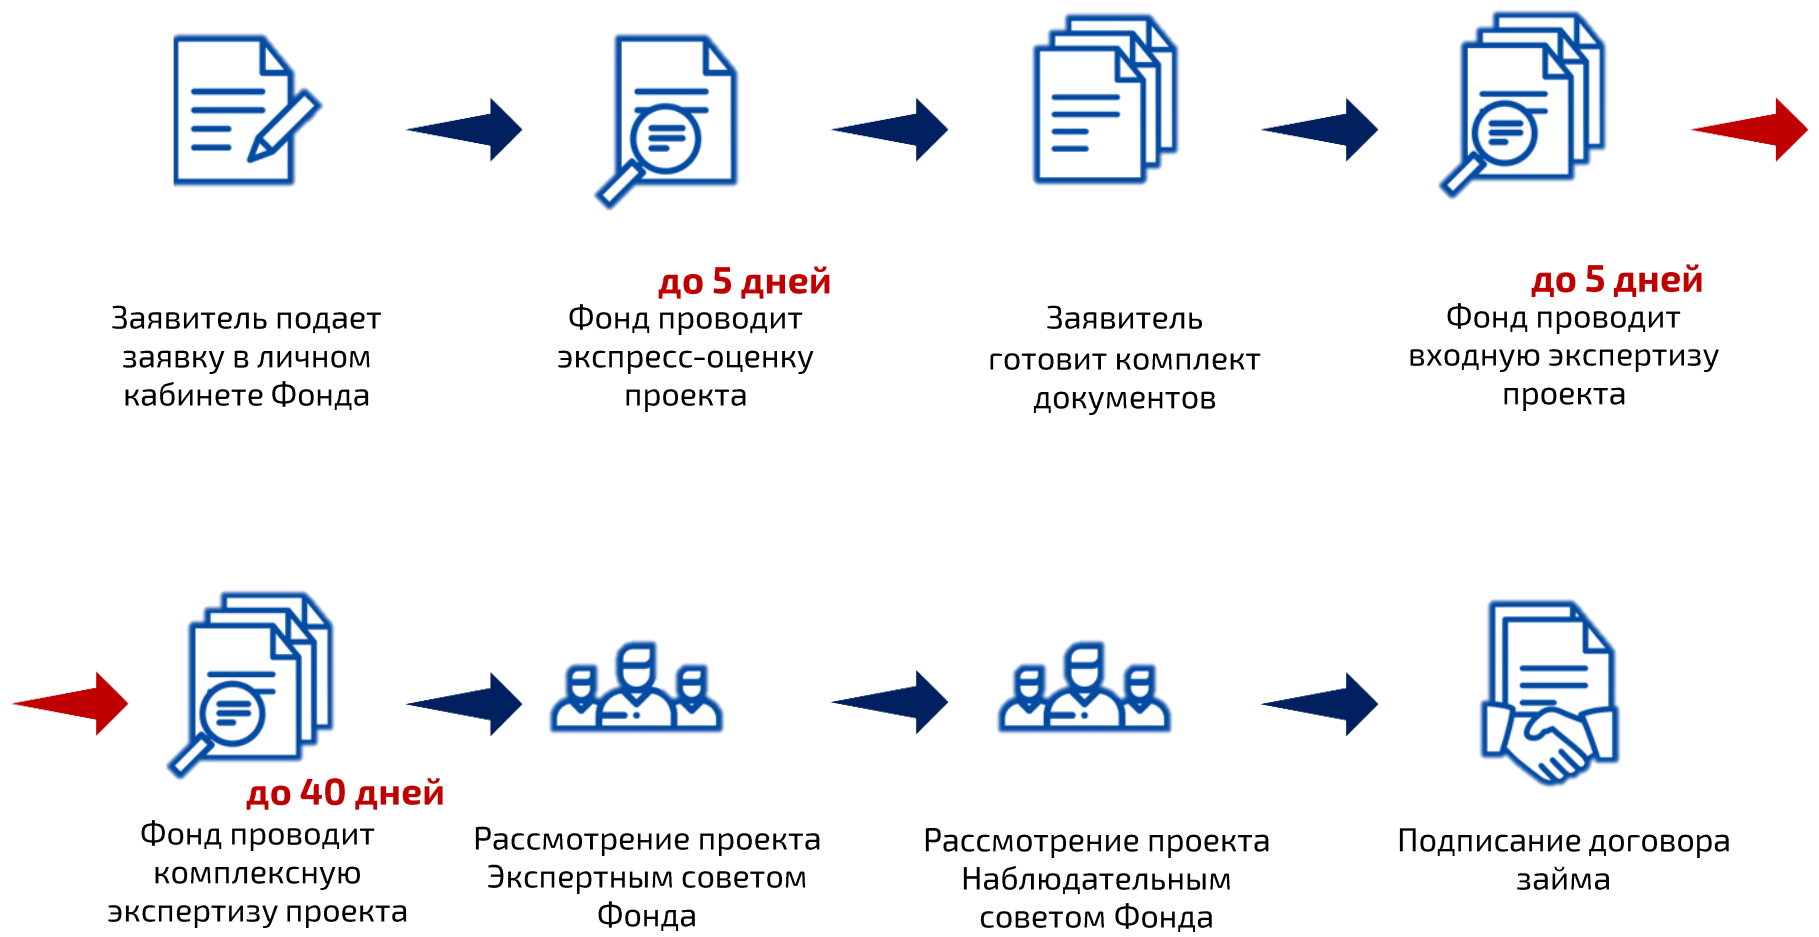 Заявитель подает
заявку в личном
кабинете Фонда
до 5 дней
Фонд проводит
экспресс-оценку
проекта
Заявитель
готовит комплект
документов
до 5 дней
Фонд проводит
входную экспертизу
проекта
до 40 дней
Фонд проводит
комплексную
экспертизу проекта
Рассмотрение проекта
Экспертным советом
Фонда
Рассмотрение проекта
Наблюдательным
советом Фонда
Подписание договора
займа